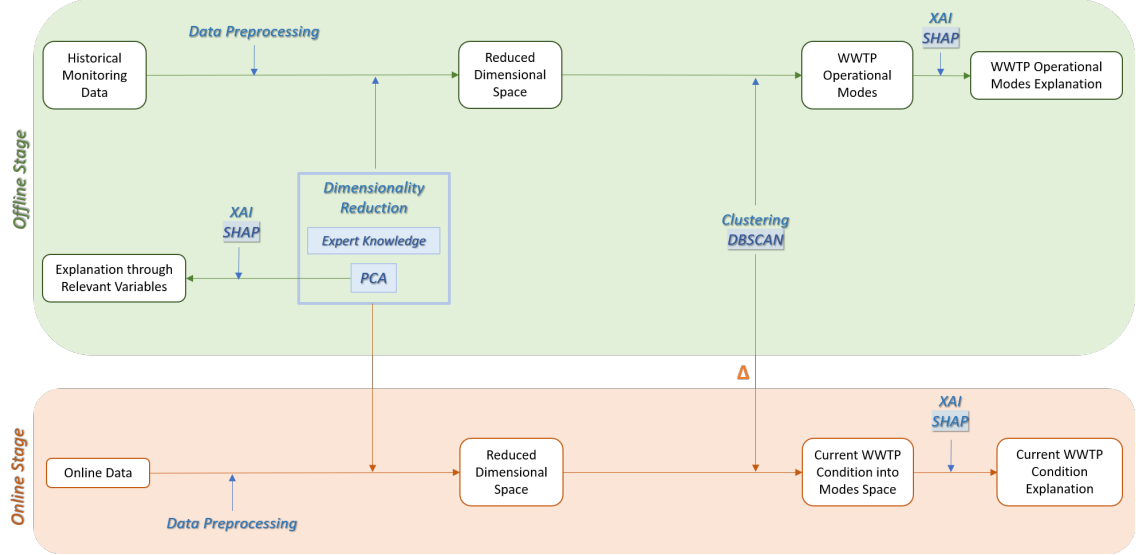 Offline Stage
Data Preprocessing
Historical
Monitoring
Data
Reduced
Dimensional
Space
WWTP
Operational
Modes
XAI
SHAP
WWTP Operational
Modes Explanation
Dimensionality
Reduction
Expert Knowledge
PCA
XAI
SHAP
Explanation through
Relevant Variables
Clustering
DBSCAN
Δ
Online Stage
Online Data
Data Preprocessing
Reduced
Dimensional
Space
Current WWTP
Condition into
Modes Space
XAI
SHAP
Current WWTP
Condition
Explanation